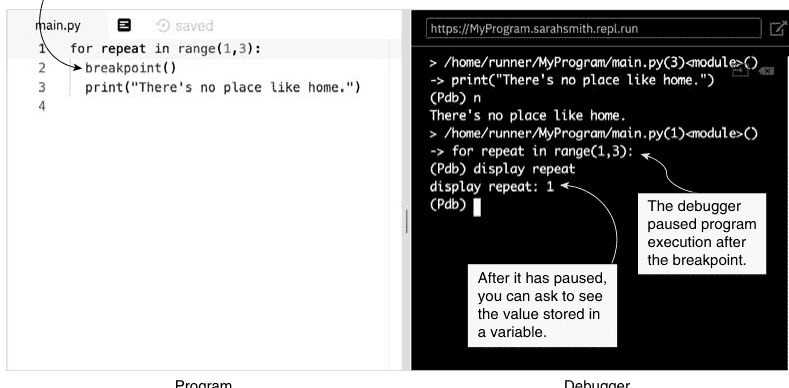 main.py saved
1 for repeat in range(1,3):
2 breakpoint()
3 print("There's no place like home.")
4
https://MyProgram.sarahsmith.repl.run
> /home/runner/MyProgram/main.py(3)<module>()
-> print("There's no place like home.")
(Pdb) n
There's no place like home.
> /home/runner/MyProgram/main.py(1)<module>()
-> for repeat in range(1,3):
(Pdb) display repeat
display repeat: 1
(Pdb)
The debugger
paused program
execution after
the breakpoint.
After it has paused,
you can ask to see
the value stored in
a variable.
Program
Debugger